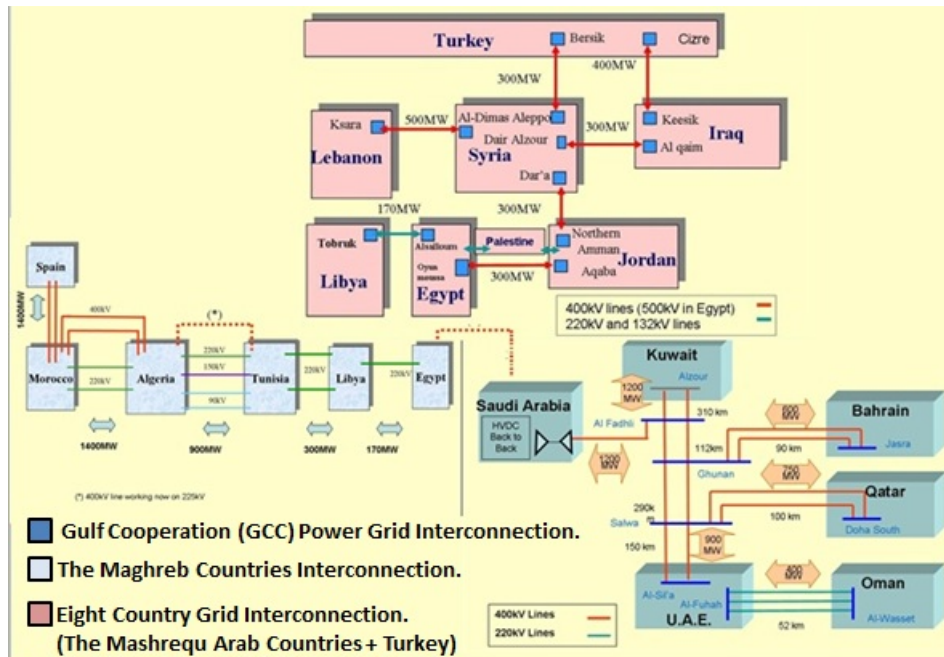 Turkey
Bersik
Cizre
300MW
400MW
Ksara
500MW
Lebanon
Al-Dimas Aleppo
Dair Alzour
Syria
Dar'a
300MW
Keesik
Iraq
Al qaim
170MW
300MW
Tobruk
Libya
Alsalloum
Oyun
mousa
Egypt
Palestine
300MW
Northern
Amman
Jordan
Aqaba
400kV lines (500kV in Egypt)
220kV and 132kV lines
Spain
1400MW
400kV
(*)
Morocco
220kV
Algeria
220kV
150kV
90kV
Tunisia
220kV
Libya
220kV
Egypt
1400MW
900MW
300MW
170MW
(*) 400kV line working now on 225kV
Kuwait
Alzour
1200
MW
Saudi Arabia
HVDC
Back to
Back
Al Fadhli
310 km
1200
MW
112km
Ghunan
600
MW
90 km
Bahrain
Jasra
750
MW
290k
m
Salwa
100 km
Qatar
Doha South
150 km
900
MW
Al-Sil'a
Al-Fuhah
U.A.E.
400
MW
52 km
Oman
Al-Wasset
400kV Lines
220kV Lines
Gulf Cooperation (GCC) Power Grid Interconnection.
The Maghreb Countries Interconnection.
Eight Country Grid Interconnection.
(The Mashrequ Arab Countries + Turkey)